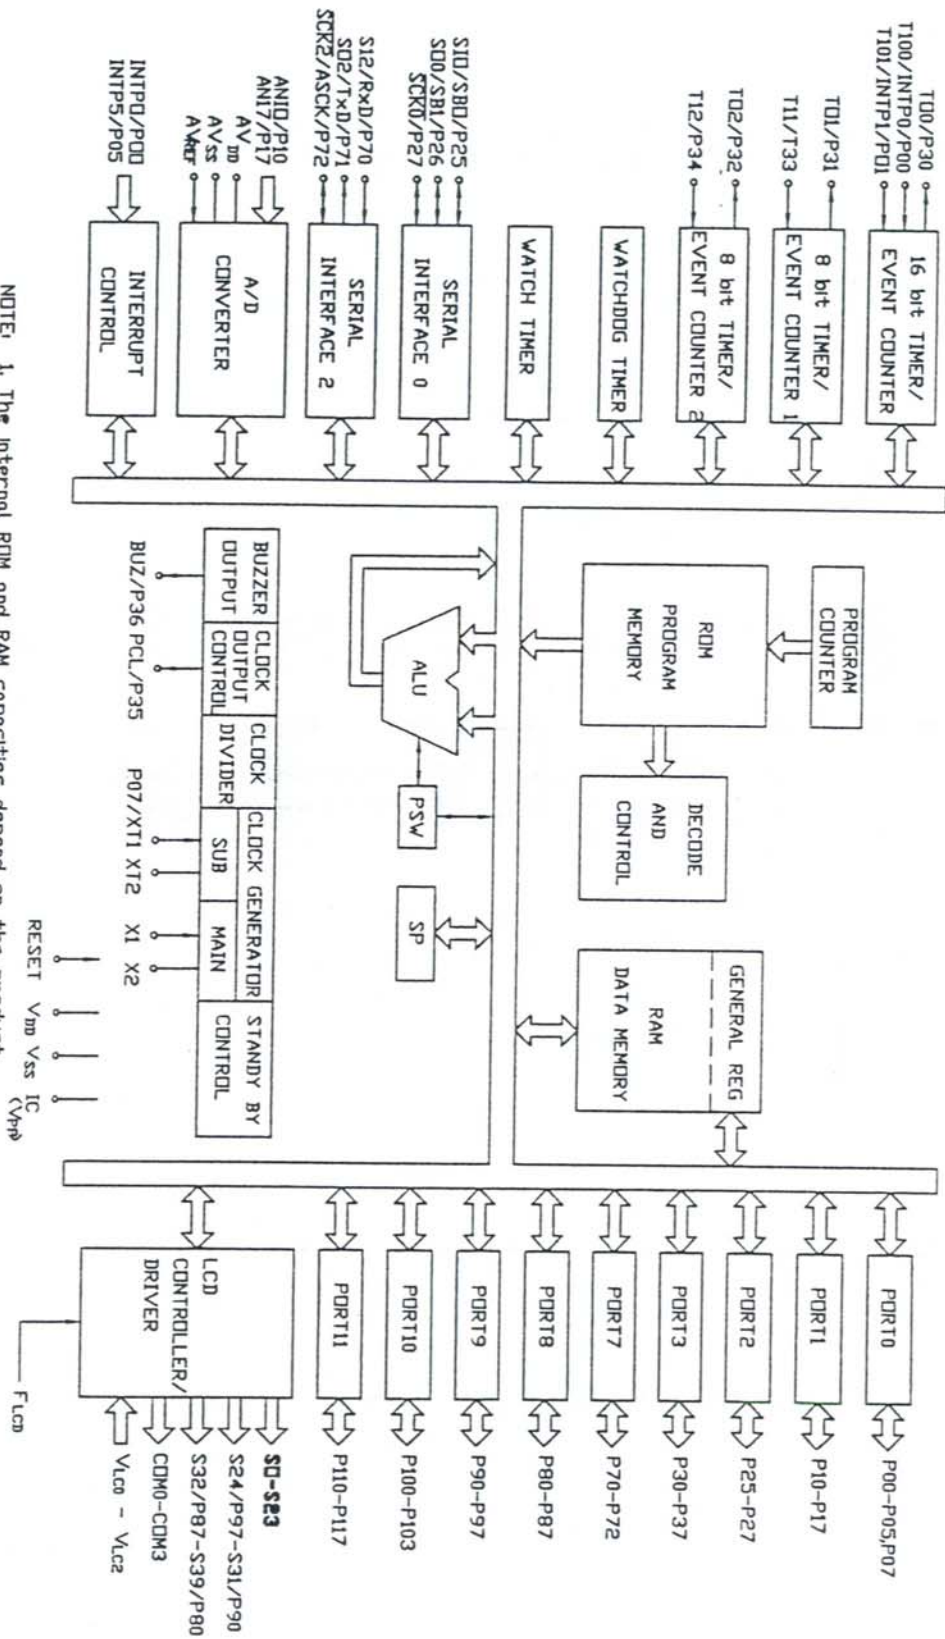 T00/P30
T100/INTP0/P00
T101/INTP1/P01
16 bit TIMER/
EVENT COUNTER
T01/P31
T11/T33
8 bit TIMER/
EVENT COUNTER 1
T02/P32
T12/P34
8 bit TIMER/
EVENT COUNTER 2
WATCHDOG TIMER
WATCH TIMER
SI0/SB0/P25
SO0/SB1/P26
SCK0/P27
SERIAL
INTERFACE 0
S12/RxD/P70
SO2/TxD/P71
SCK2/ASCK/P72
SERIAL
INTERFACE 2
ANI0/P10
ANI7/P17
AVDD
AVSS
AVREF
A/D
CONVERTER
INTP0/P00
INTP5/P05
INTERRUPT
CONTROL
PROGRAM
COUNTER
ROM
PROGRAM
MEMORY
DECODE
AND
CONTROL
GENERAL REG
RAM
DATA MEMORY
ALU
PSW
SP
BUZZER
OUTPUT
CLOCK
OUTPUT
CONTROL
CLOCK
DIVIDER
CLOCK GENERATOR
SUB
MAIN
STANDY BY
CONTROL
BUZ/P36
PCL/P35
P07/XT1
XT2
X1
X2
RESET
VDD
VSS
IC
(VPP)
PORT0
P00-P05,P07
PORT1
P10-P17
PORT2
P25-P27
PORT3
P30-P37
PORT7
P70-P72
PORT8
P80-P87
PORT9
P90-P97
PORT10
P100-P103
PORT11
P110-P117
LCD
CONTROLLER/
DRIVER
S0-S23
S24/P97-S31/P90
S32/P87-S39/P80
COM0-COM3
VLC0 - VLC2
FLCD
NOTE: 1. The internal ROM and RAM capacities depend on the product.